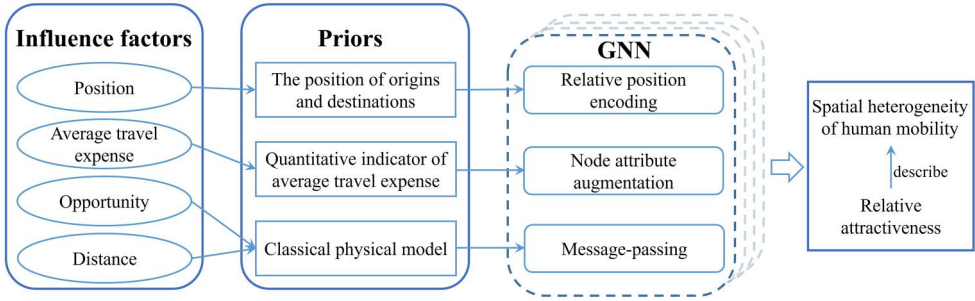 Influence factors
Position
Average travel
expense
Opportunity
Distance
Priors
The position of origins
and destinations
Quantitative indicator of
average travel expense
Classical physical model
GNN
Relative position
encoding
Node attribute
augmentation
Message-passing
Spatial heterogeneity
of human mobility
describe
Relative
attractiveness